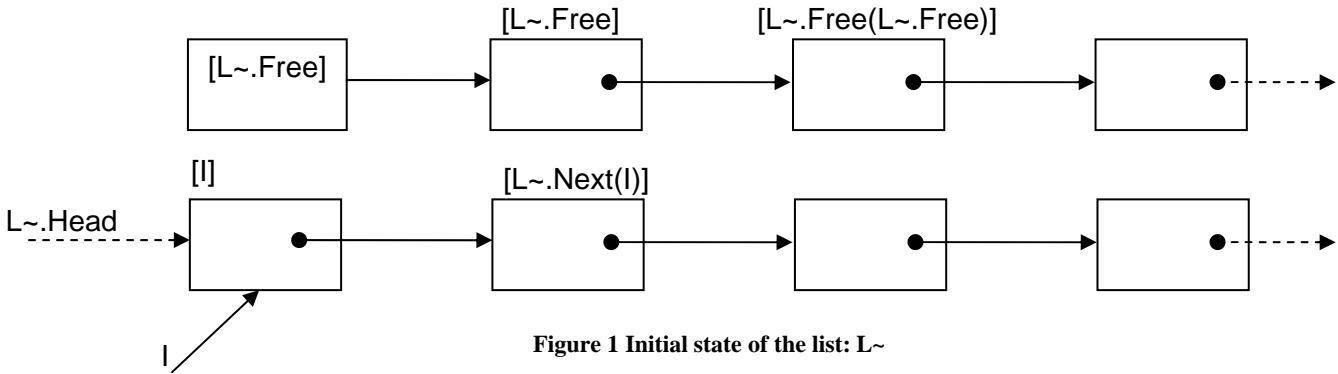 [L~.Free] [L~.Free(L~.Free)]
[L~.Free]
[I] [L~.Next(I)]
L~.Head
I
Figure 1 Initial state of the list: L~